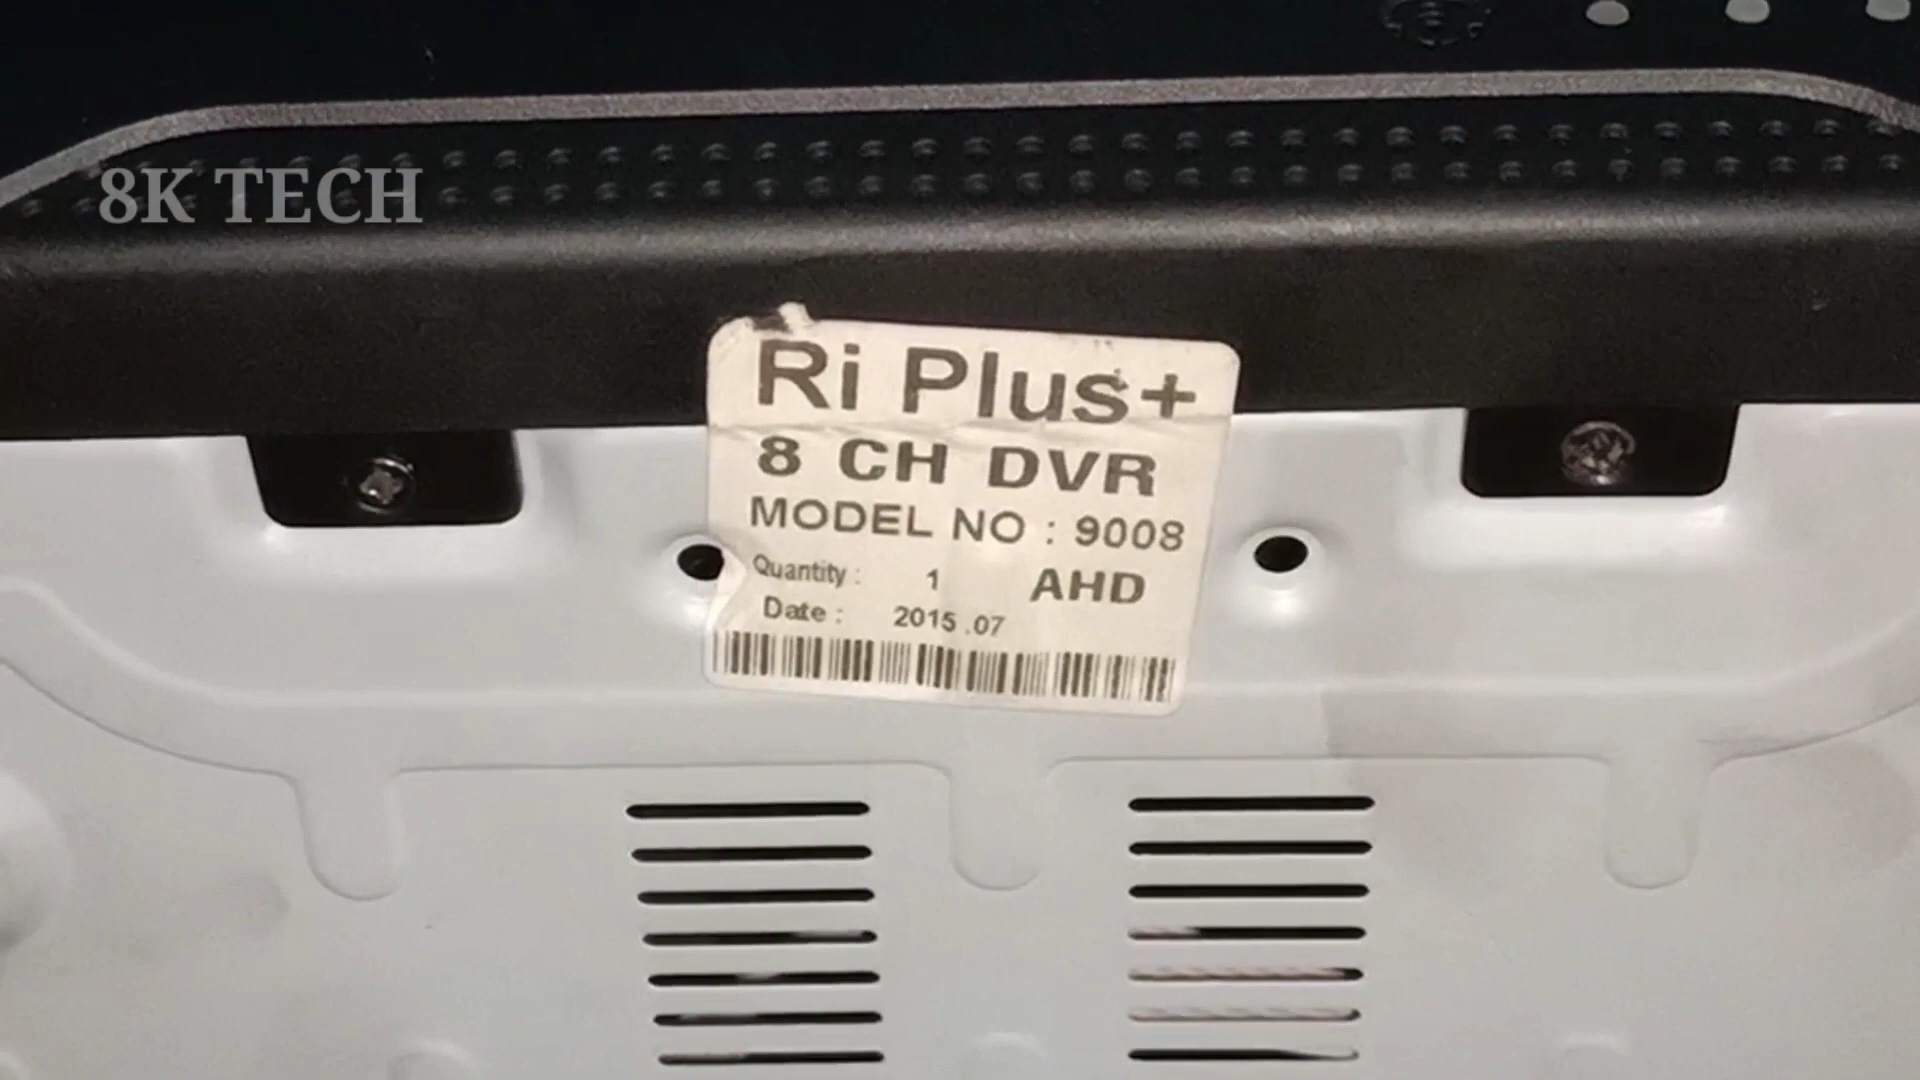 8K TECH
Ri Plus+
8 CH DVR
MODEL NO : 9008
Quantity : 1 AHD
Date : 2015 .07